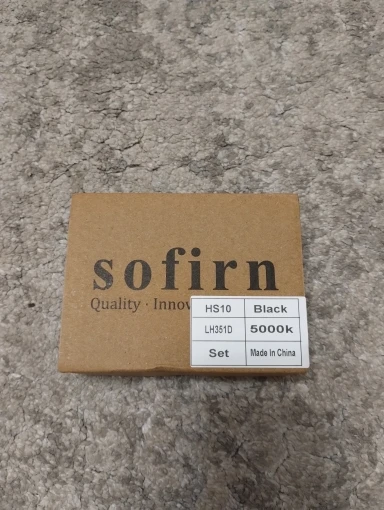 sofirn
Quality · Innov
HS10 Black
LH351D 5000k
Set Made In China